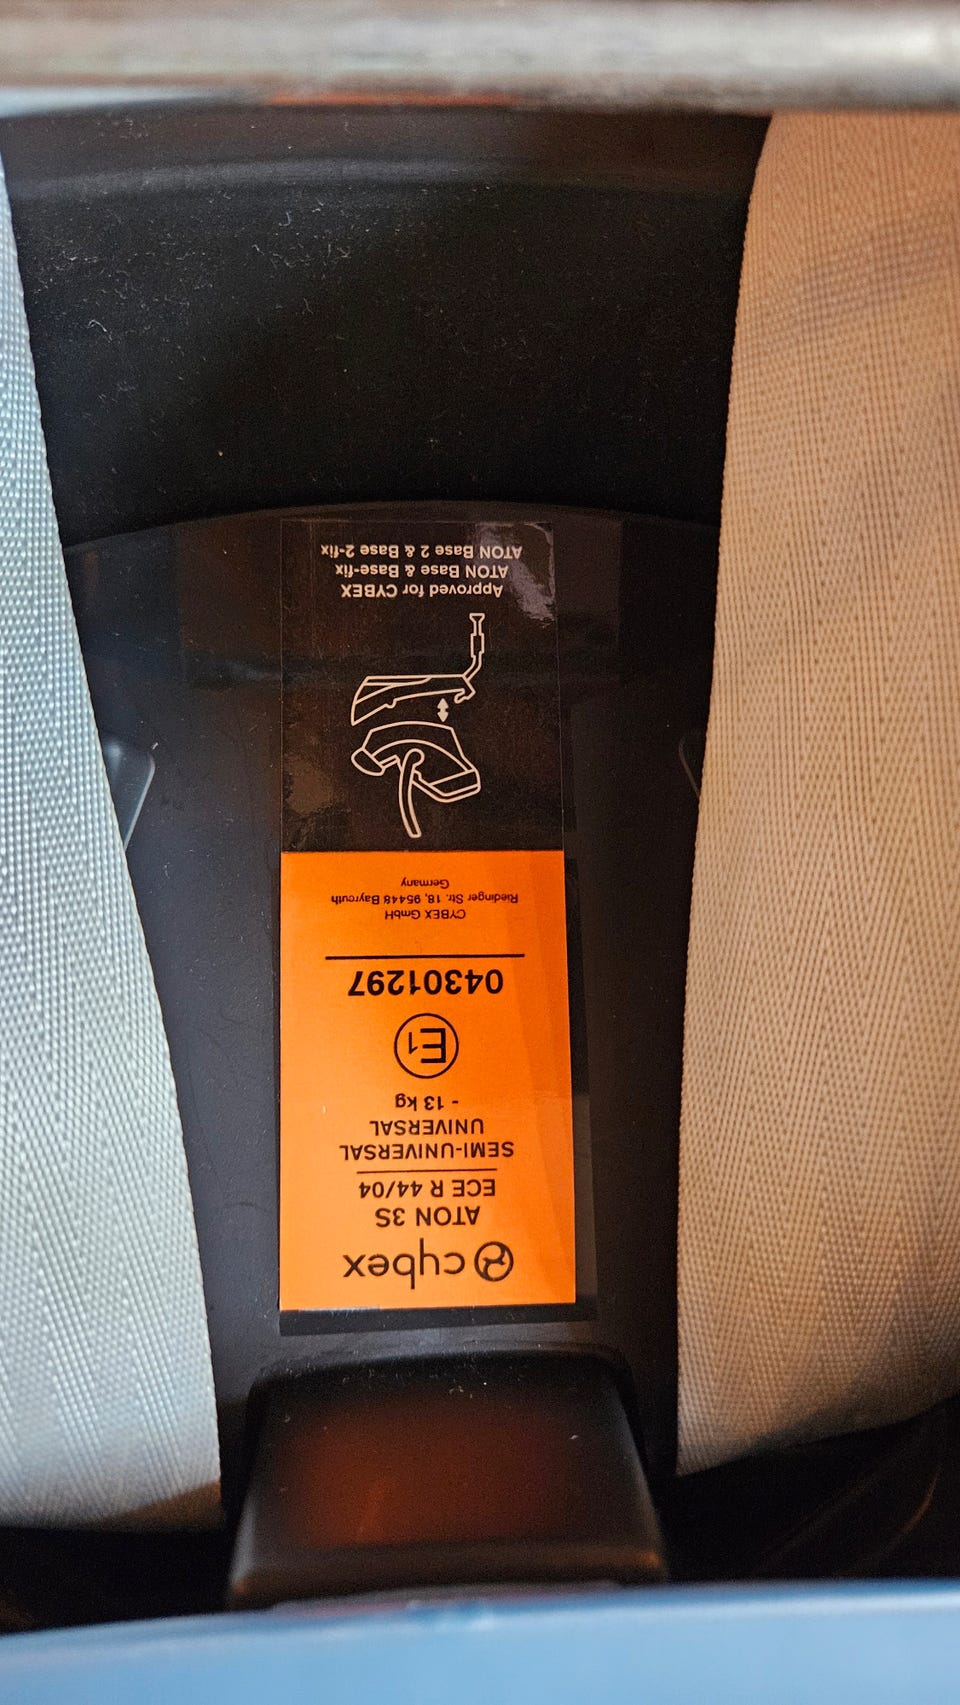 cybex
ATON 3S
ECE R 44/04
SEMI-UNIVERSAL
UNIVERSAL
- 13 kg
E1
04301297
CYBEX GmbH
Riedinger Str. 18, 95448 Bayreuth
Germany
Approved for CYBEX
ATON Base & Base-fix
ATON Base 2 & Base 2-fix